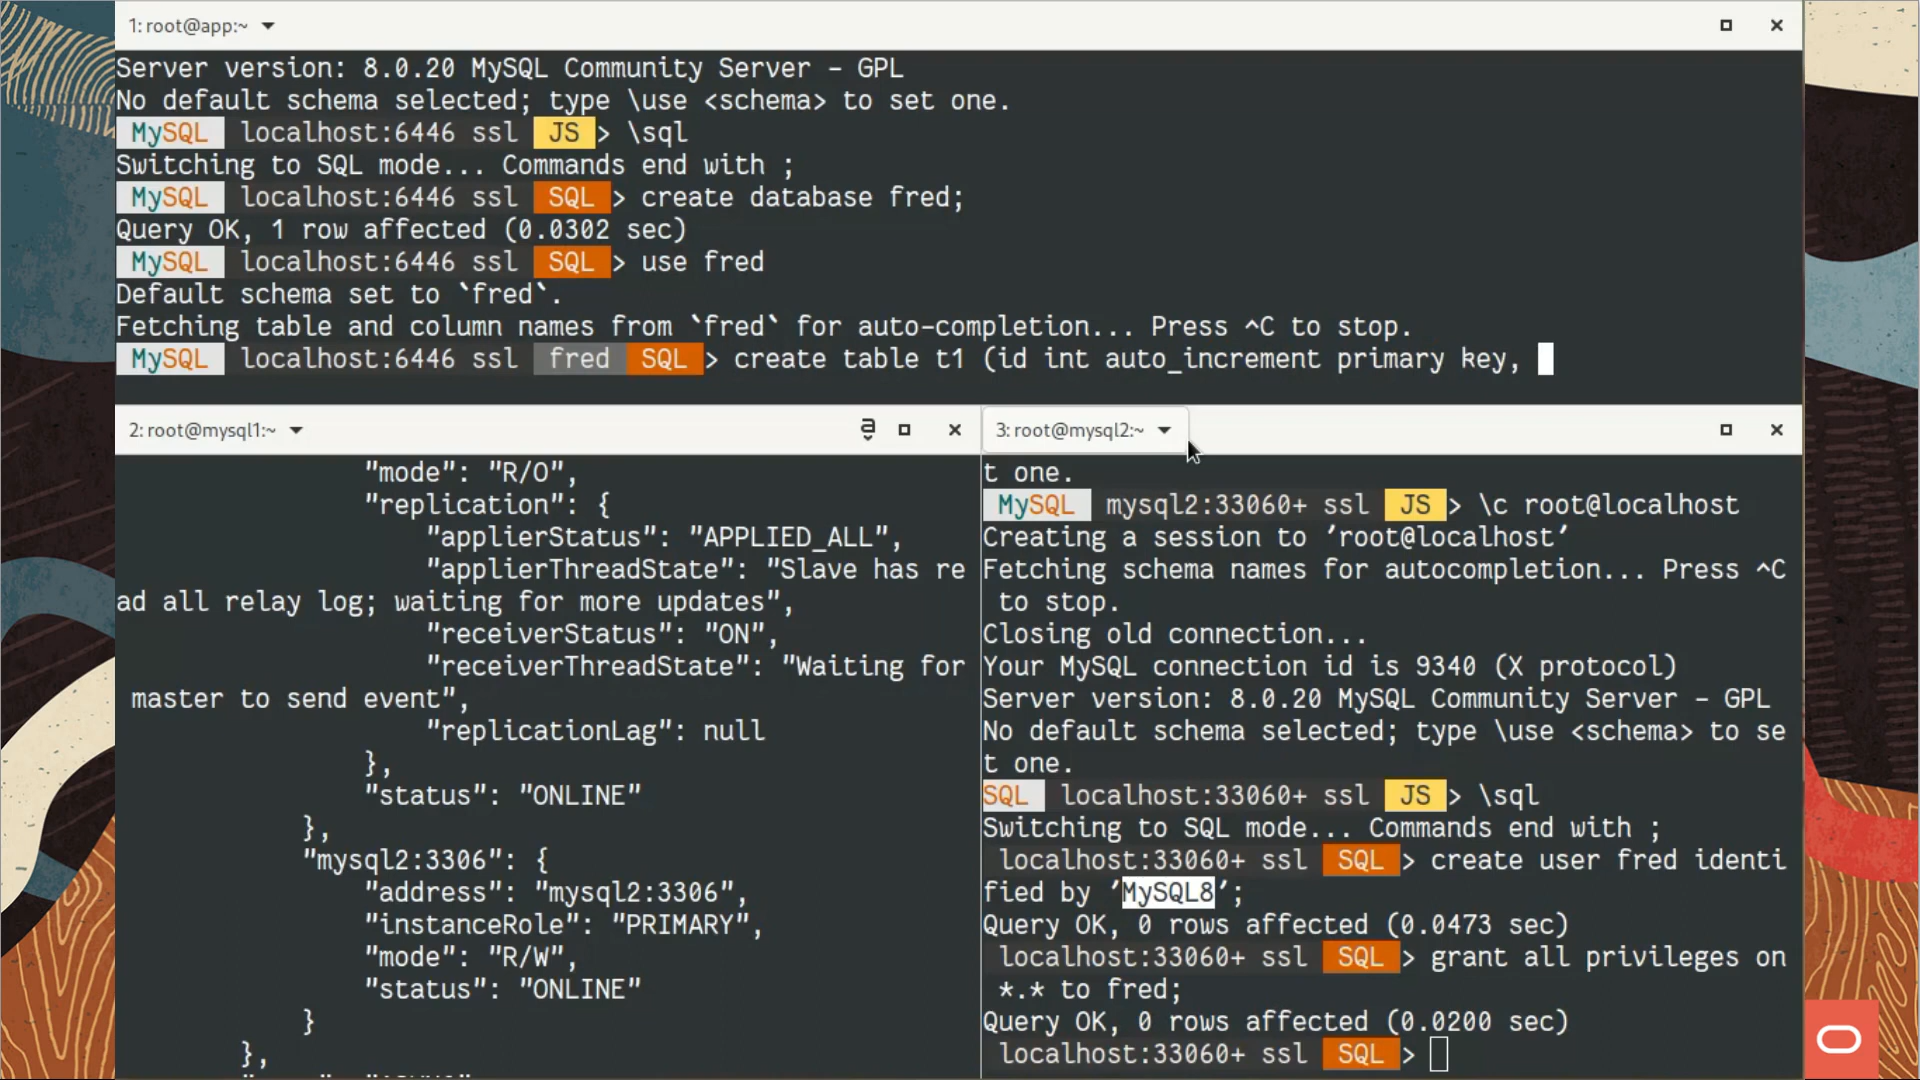 1: root@app:~
Server version: 8.0.20 MySQL Community Server - GPL
No default schema selected; type \use <schema> to set one.
MySQL localhost:6446 ssl JS > \sql
Switching to SQL mode... Commands end with ;
MySQL localhost:6446 ssl SQL > create database fred;
Query OK, 1 row affected (0.0302 sec)
MySQL localhost:6446 ssl SQL > use fred
Default schema set to `fred`.
Fetching table and column names from `fred` for auto-completion... Press ^C to stop.
MySQL localhost:6446 ssl fred SQL > create table t1 (id int auto_increment primary key,
2: root@mysql1:~
"mode": "R/O",
"replication": {
"applierStatus": "APPLIED_ALL",
"applierThreadState": "Slave has re
ad all relay log; waiting for more updates",
"receiverStatus": "ON",
"receiverThreadState": "Waiting for
master to send event",
"replicationLag": null
},
"status": "ONLINE"
},
"mysql2:3306": {
"address": "mysql2:3306",
"instanceRole": "PRIMARY",
"mode": "R/W",
"status": "ONLINE"
}
},
3: root@mysql2:~
t one.
MySQL mysql2:33060+ ssl JS > \c root@localhost
Creating a session to 'root@localhost'
Fetching schema names for autocompletion... Press ^C
to stop.
Closing old connection...
Your MySQL connection id is 9340 (X protocol)
Server version: 8.0.20 MySQL Community Server - GPL
No default schema selected; type \use <schema> to se
t one.
SQL localhost:33060+ ssl JS > \sql
Switching to SQL mode... Commands end with ;
localhost:33060+ ssl SQL > create user fred identi
fied by 'MySQL8';
Query OK, 0 rows affected (0.0473 sec)
localhost:33060+ ssl SQL > grant all privileges on
*.* to fred;
Query OK, 0 rows affected (0.0200 sec)
localhost:33060+ ssl SQL >